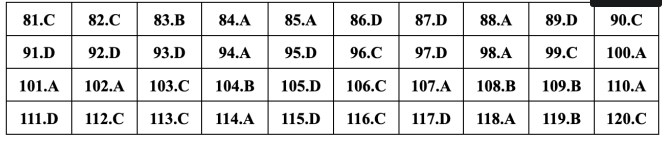 81.C 82.C 83.B 84.A 85.A 86.D 87.D 88.A 89.D 90.C
91.D 92.D 93.D 94.A 95.D 96.C 97.D 98.A 99.C 100.A
101.A 102.A 103.C 104.B 105.D 106.C 107.A 108.B 109.B 110.A
111.D 112.C 113.C 114.A 115.D 116.C 117.D 118.A 119.B 120.C